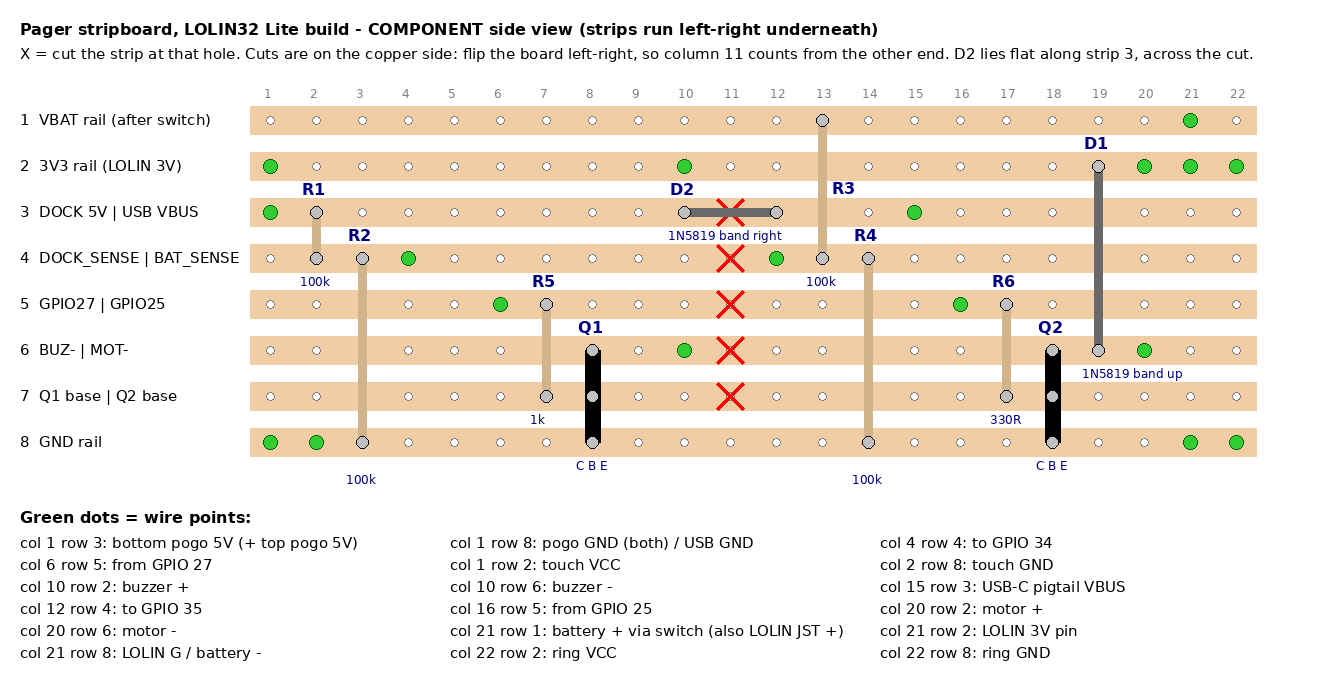 Pager stripboard, LOLIN32 Lite build - COMPONENT side view (strips run left-right underneath)
X = cut the strip at that hole. Cuts are on the copper side: flip the board left-right, so column 11 counts from the other end. D2 lies flat along strip 3, across the cut.
1 2 3 4 5 6 7 8 9 10 11 12 13 14 15 16 17 18 19 20 21 22
1 VBAT rail (after switch)
D1
2 3V3 rail (LOLIN 3V)
R1 D2 R3
3 DOCK 5V | USB VBUS
R2 1N5819 band right R4
4 DOCK_SENSE | BAT_SENSE
100k R5 100k R6
5 GPIO27 | GPIO25
Q1 Q2
6 BUZ- | MOT-
1N5819 band up
7 Q1 base | Q2 base
1k 330R
8 GND rail
C B E C B E
100k 100k
Green dots = wire points:
col 1 row 3: bottom pogo 5V (+ top pogo 5V) col 1 row 8: pogo GND (both) / USB GND col 4 row 4: to GPIO 34
col 6 row 5: from GPIO 27 col 1 row 2: touch VCC col 2 row 8: touch GND
col 10 row 2: buzzer + col 10 row 6: buzzer - col 15 row 3: USB-C pigtail VBUS
col 12 row 4: to GPIO 35 col 16 row 5: from GPIO 25 col 20 row 2: motor +
col 20 row 6: motor - col 21 row 1: battery + via switch (also LOLIN JST +) col 21 row 2: LOLIN 3V pin
col 21 row 8: LOLIN G / battery - col 22 row 2: ring VCC col 22 row 8: ring GND